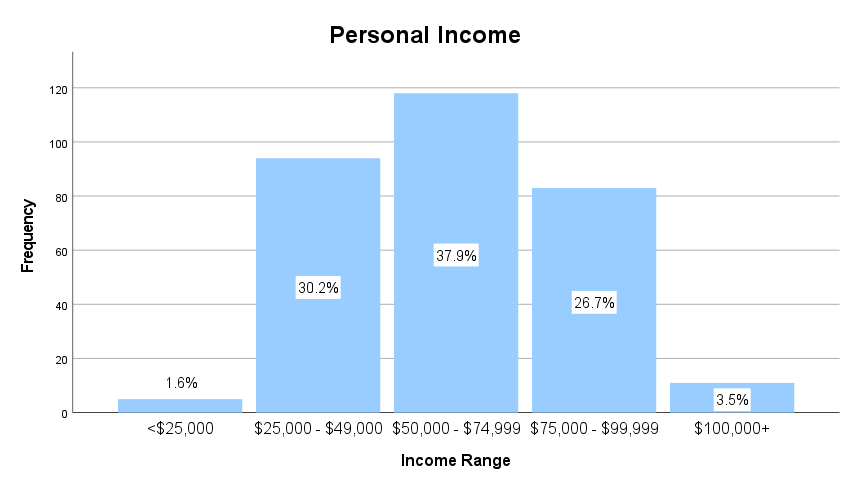 Personal Income
120
100
80
60
40
20
0
Frequency
1.6%
30.2%
37.9%
26.7%
3.5%
<$25,000
$25,000 - $49,000
$50,000 - $74,999
$75,000 - $99,999
$100,000+
Income Range